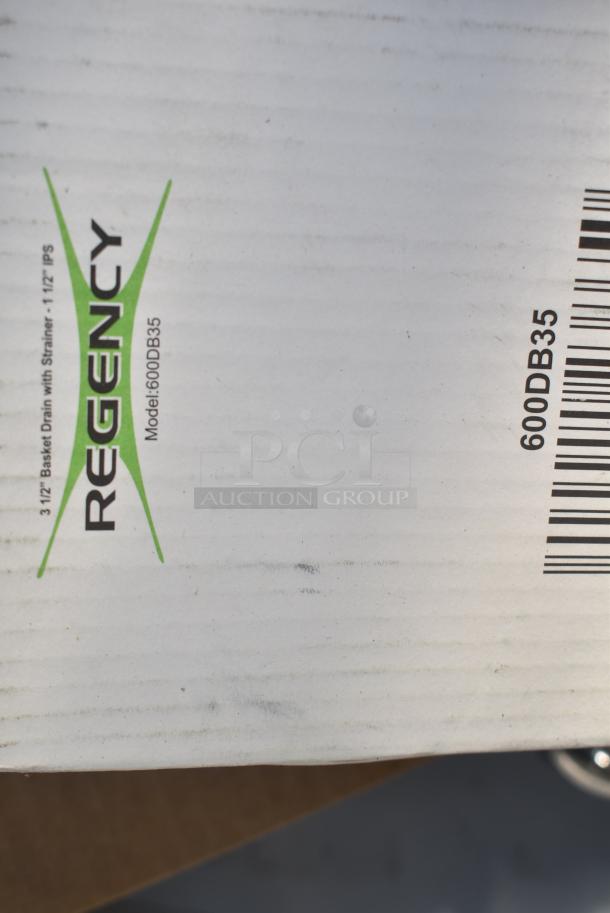 3 1/2" Basket Drain with Strainer - 1 1/2" IPS
REGENCY
Model:600DB35
600DB35
PCi
AUCTION GROUP